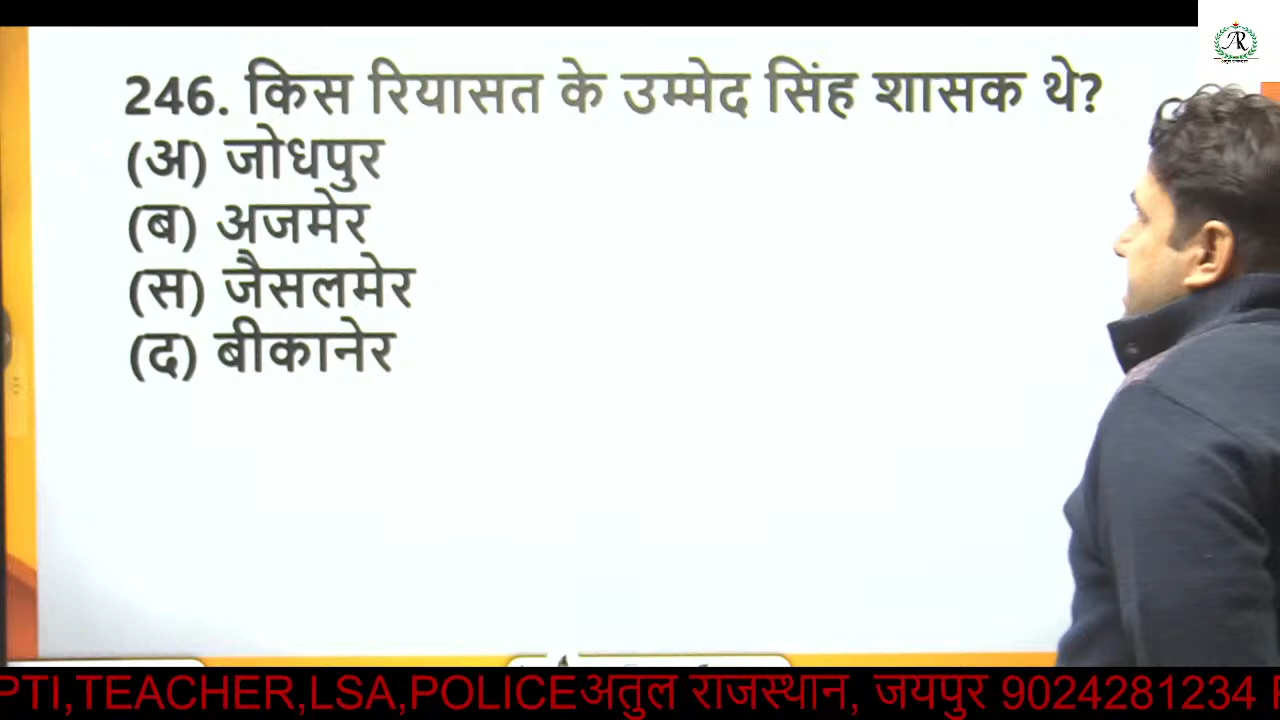 246. किस रियासत के उम्मेद सिंह शासक थे?
(अ) जोधपुर
(ब) अजमेर
(स) जैसलमेर
(द) बीकानेर
PTI,TEACHER,LSA,POLICEअतुल राजस्थान, जयपुर 9024281234